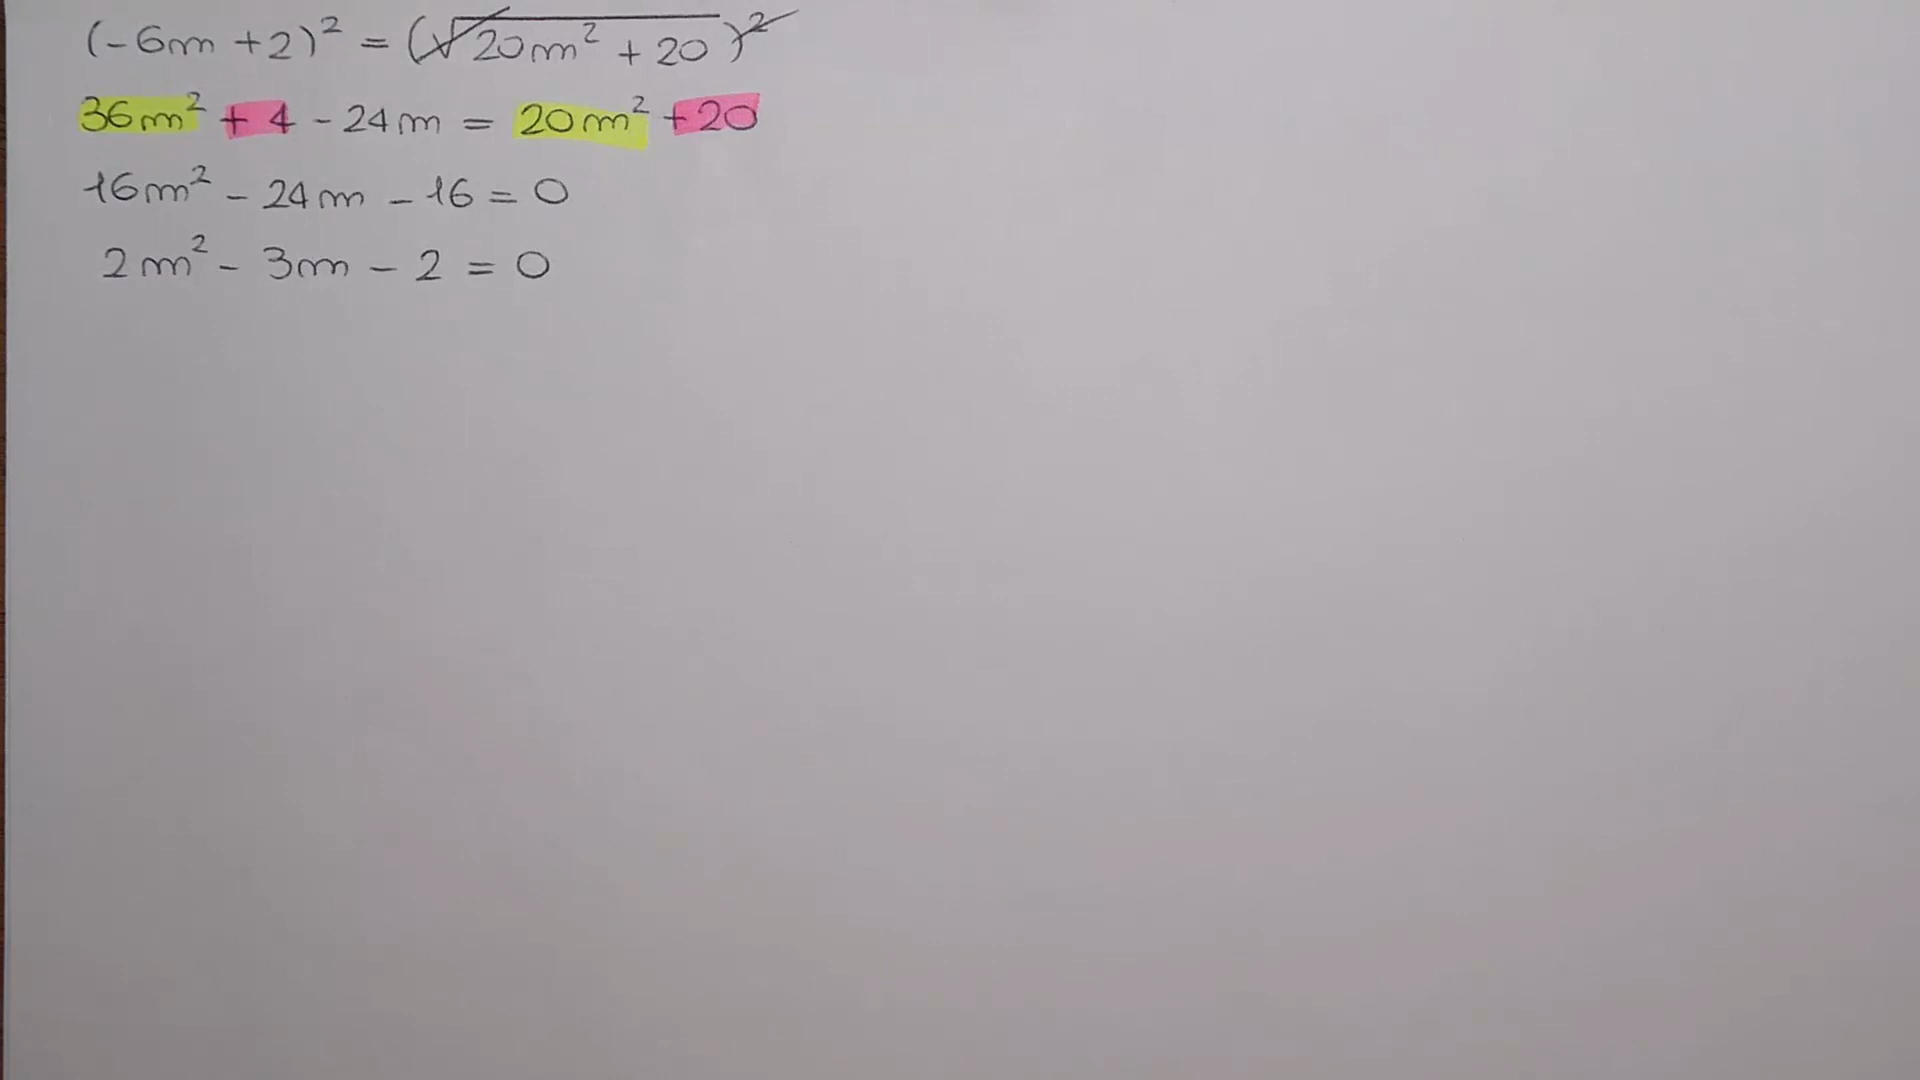 (-6m +2)² = (√20m² + 20)²
36m² + 4 - 24m = 20m² + 20
16m² - 24m - 16 = 0
2m² - 3m - 2 = 0